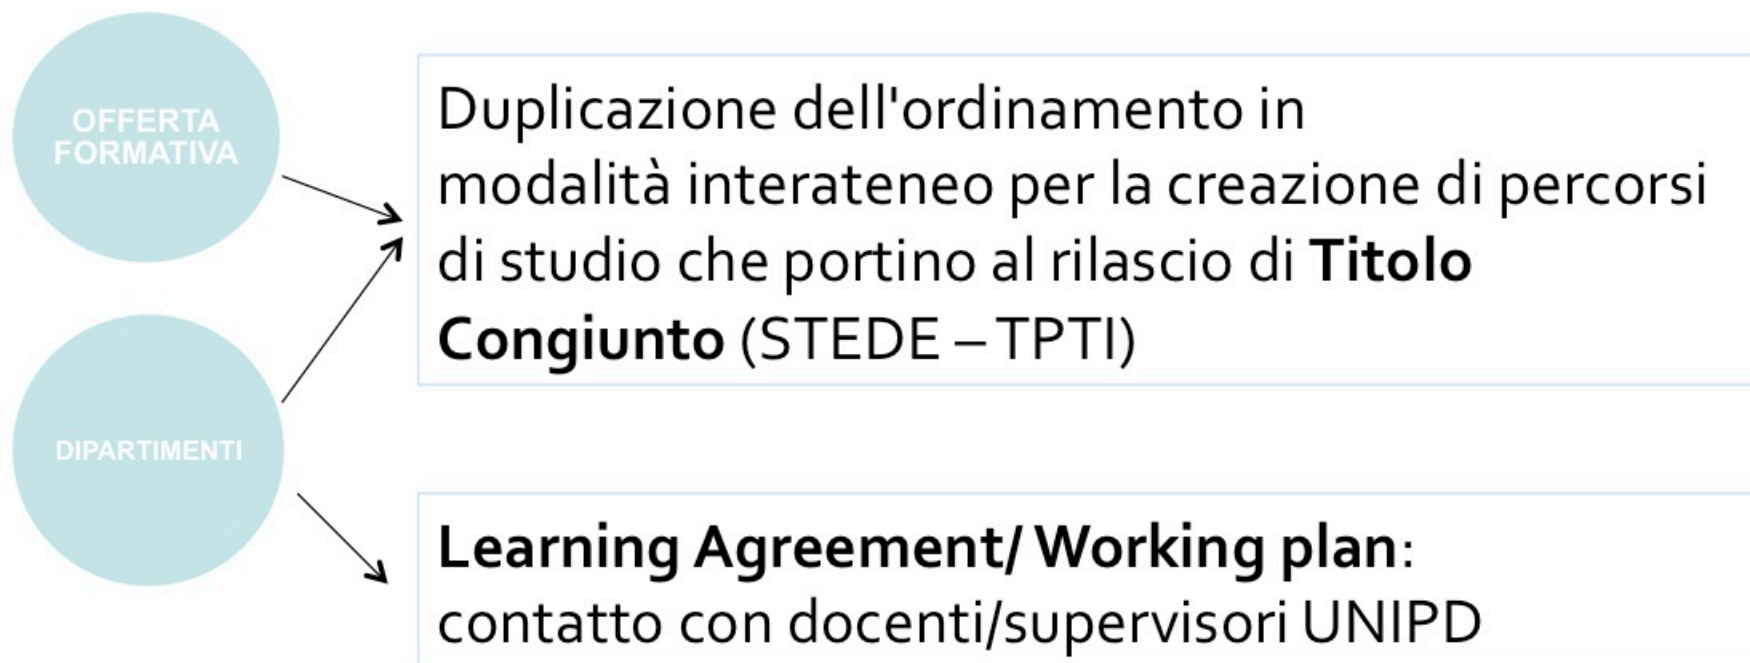 OFFERTA
FORMATIVA
Duplicazione dell'ordinamento in
modalità interateneo per la creazione di percorsi
di studio che portino al rilascio di Titolo
Congiunto (STEDE – TPTI)
DIPARTIMENTI
Learning Agreement/ Working plan:
contatto con docenti/supervisori UNIPD